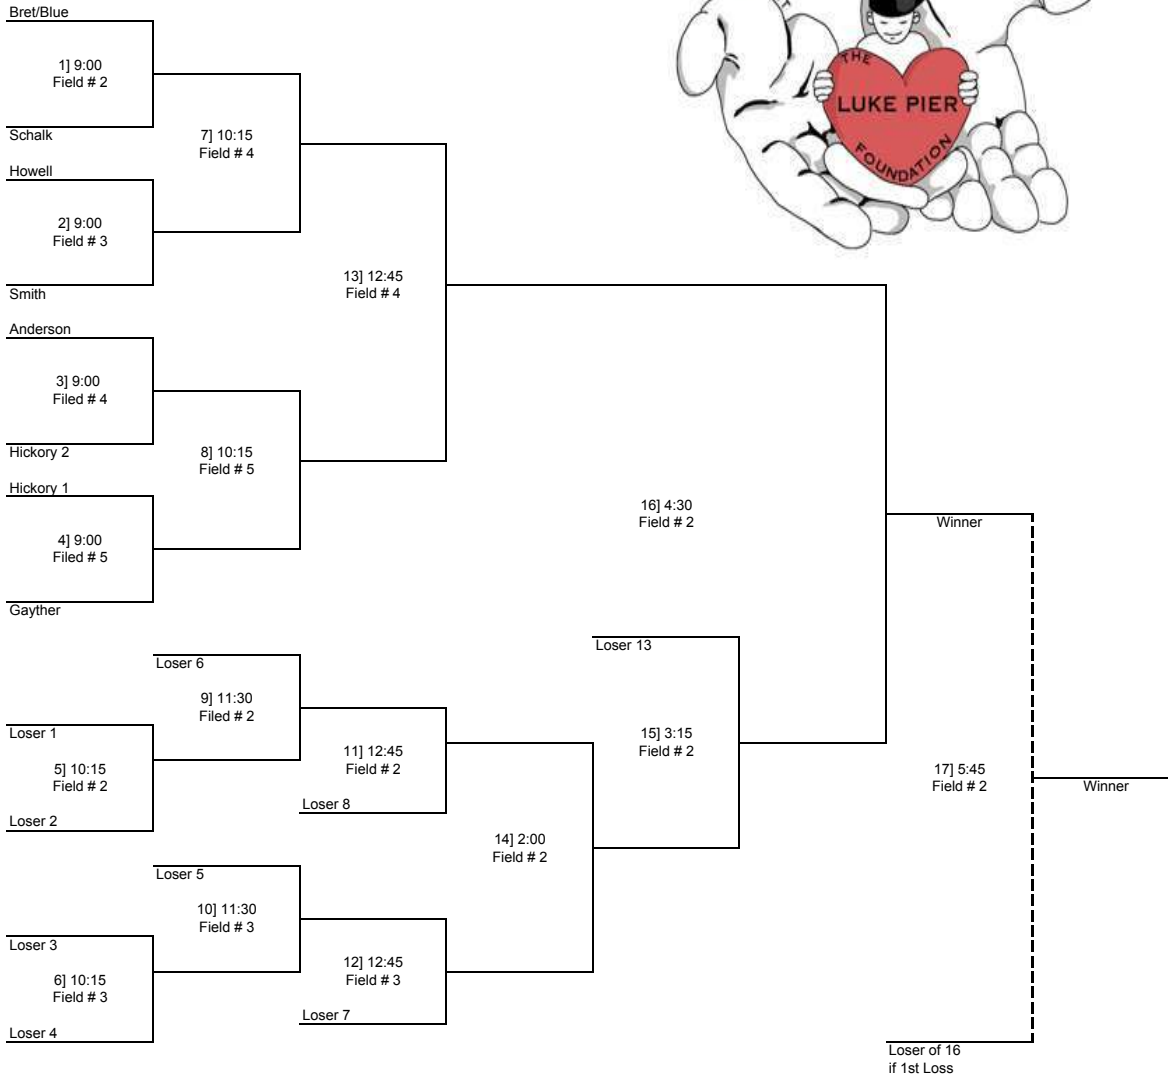 Bret/Blue
1] 9:00
Field # 2
Schalk
7] 10:15
Field # 4
Howell
2] 9:00
Field # 3
Smith
13] 12:45
Field # 4
Anderson
3] 9:00
Filed # 4
Hickory 2
8] 10:15
Field # 5
Hickory 1
4] 9:00
Filed # 5
Gayther
16] 4:30
Field # 2
Winner
THE
LUKE PIER
FOUNDATION
Loser 6
9] 11:30
Filed # 2
Loser 1
5] 10:15
Field # 2
Loser 2
11] 12:45
Field # 2
Loser 8
Loser 13
15] 3:15
Field # 2
14] 2:00
Field # 2
17] 5:45
Field # 2
Winner
Loser 5
10] 11:30
Field # 3
Loser 3
6] 10:15
Field # 3
Loser 4
12] 12:45
Field # 3
Loser 7
Loser of 16
if 1st Loss